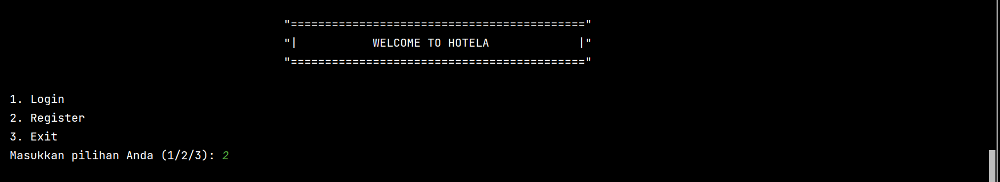 "==========================================="
"|           WELCOME TO HOTELA             |"
"==========================================="
1. Login
2. Register
3. Exit
Masukkan pilihan Anda (1/2/3): 2